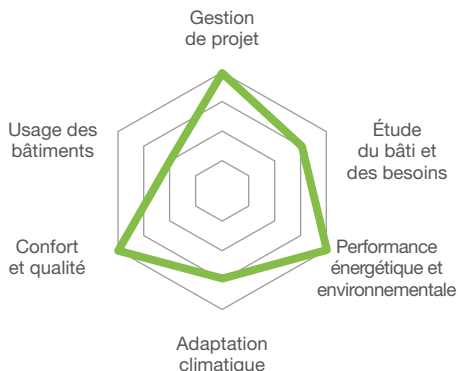 Gestion
de projet
Étude
du bâti et
des besoins
Performance
énergétique et
environnementale
Adaptation
climatique
Confort
et qualité
Usage des
bâtiments